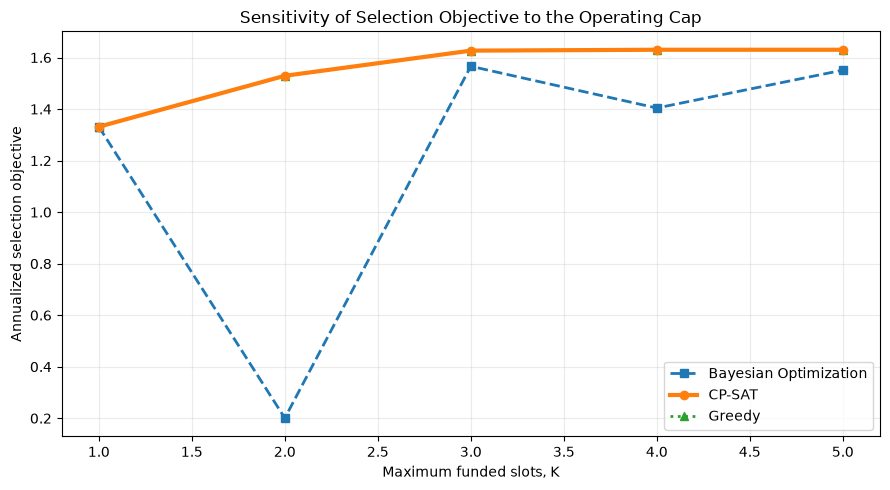 Sensitivity of Selection Objective to the Operating Cap
Annualized selection objective
1.6
1.4
1.2
1.0
0.8
0.6
0.4
0.2
Bayesian Optimization
CP-SAT
Greedy
1.0 1.5 2.0 2.5 3.0 3.5 4.0 4.5 5.0
Maximum funded slots, K